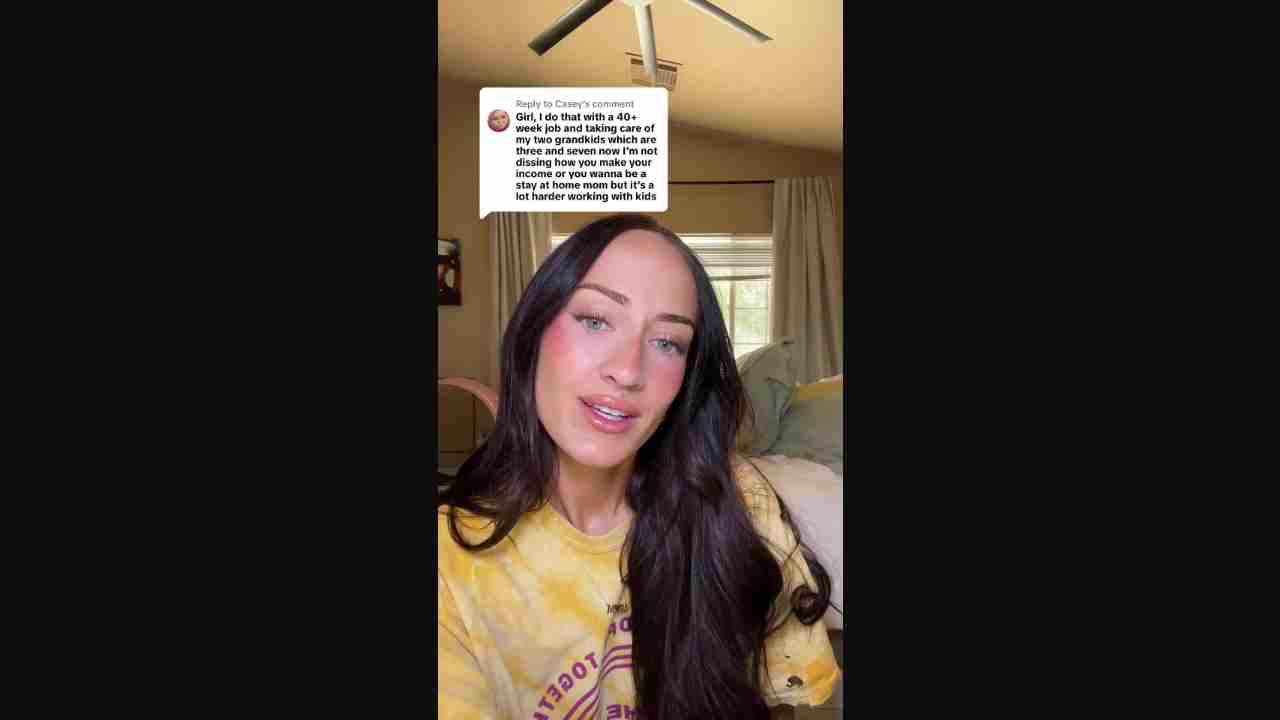 Reply to Casey's comment
Girl, I do that with a 40+
week job and taking care of
my two grandkids which are
three and seven now I'm not
dissing how you make your
income or you wanna be a
stay at home mom but it's a
lot harder working with kids
TOGETH